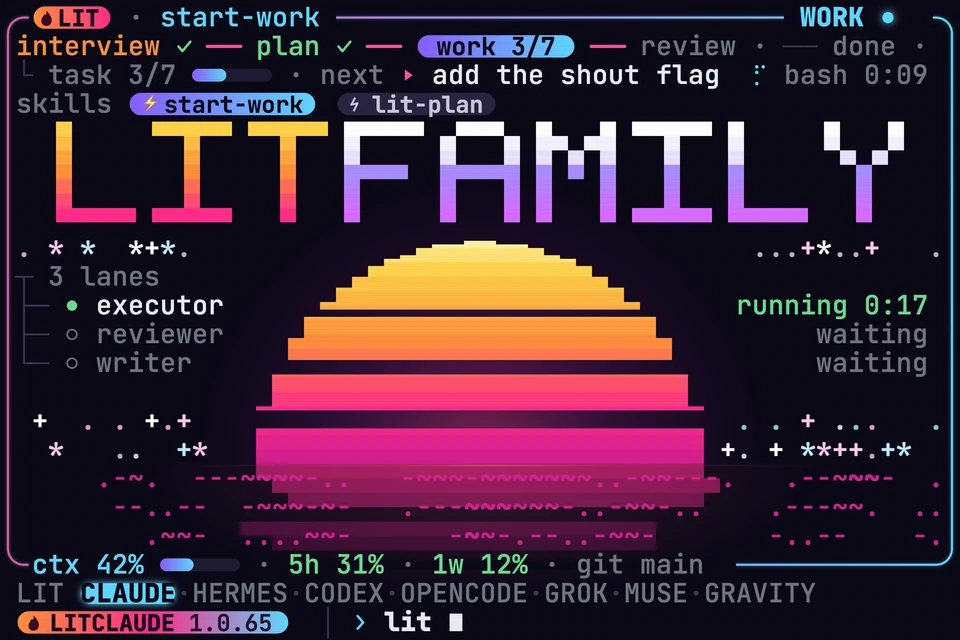 LIT · start-work WORK
interview ✓ plan ✓ work 3/7 review · done ·
task 3/7 · next ▸ add the shout flag bash 0:09
skills ⚡start-work ⚡lit-plan
LITFAMILY
3 lanes
● executor running 0:17
○ reviewer waiting
○ writer waiting
ctx 42% · 5h 31% · 1w 12% · git main
LIT CLAUDE·HERMES·CODEX·OPENCODE·GROK·MUSE·GRAVITY
LITCLAUDE 1.0.65 › lit